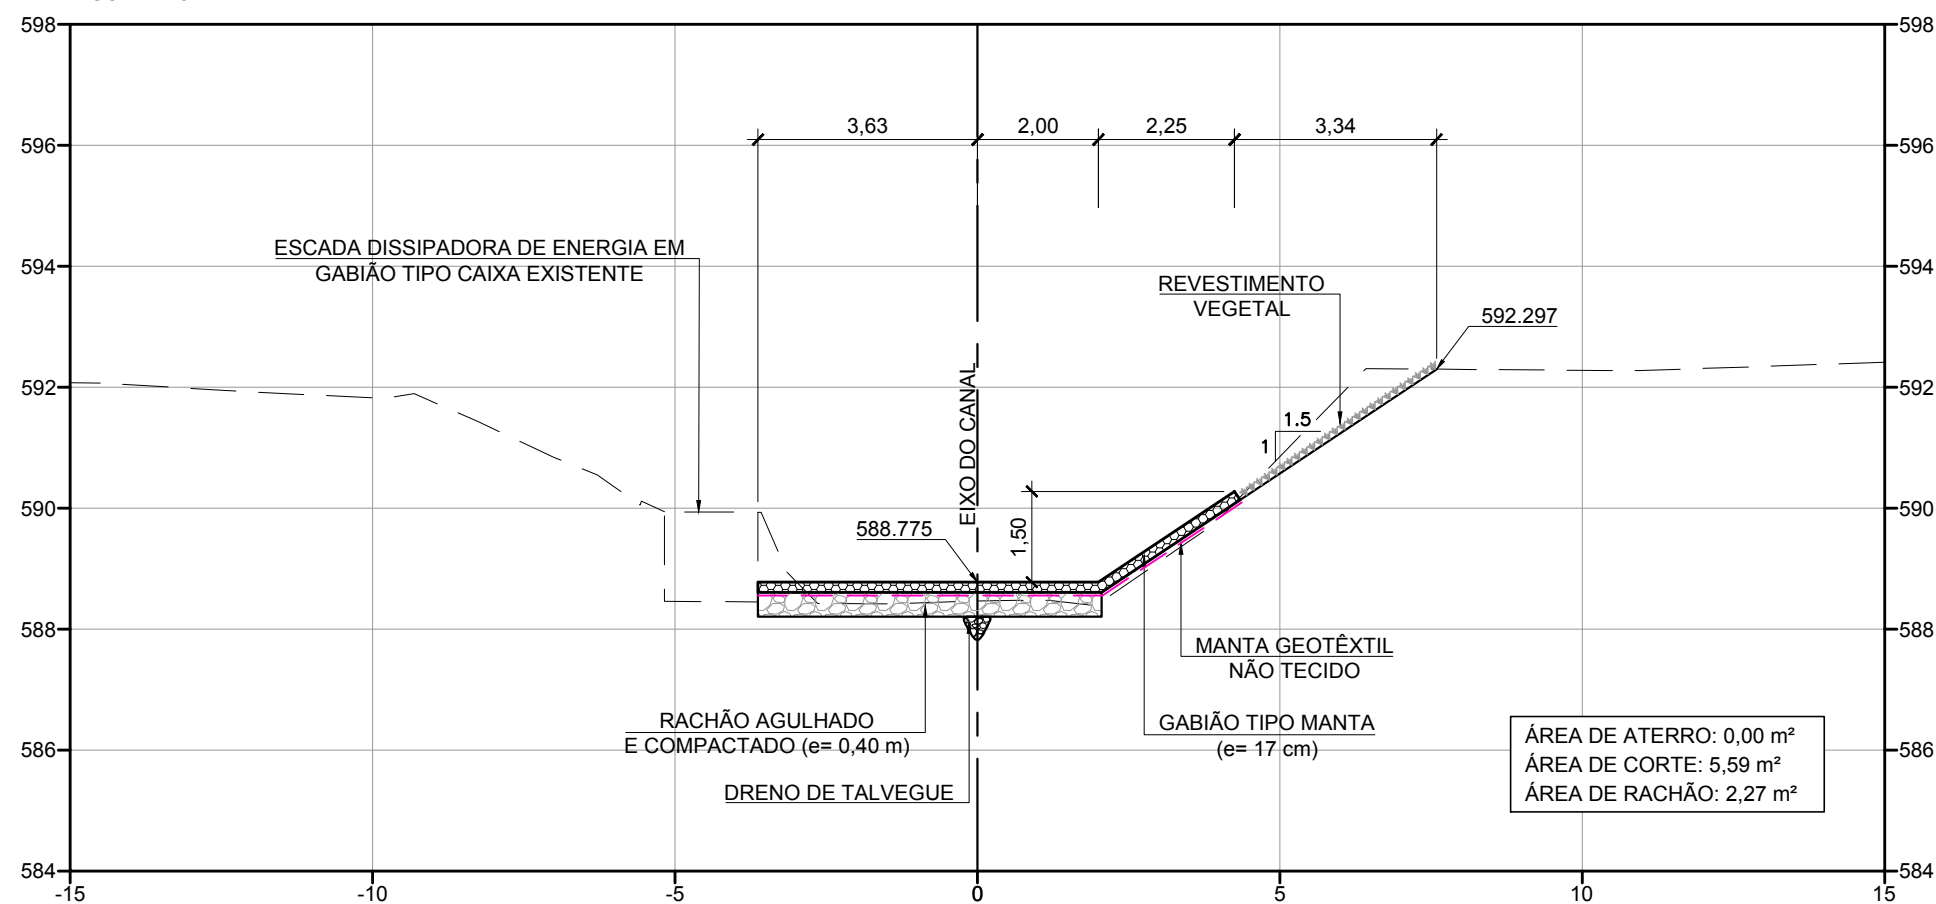 598
598
3,63
2,00
2,25
3,34
596
596
ESCADA DISSIPADORA DE ENERGIA EM
GABIÃO TIPO CAIXA EXISTENTE
594
594
REVESTIMENTO
VEGETAL
592.297
592
592
EIXO DO CANAL
1.5
1
590
590
588.775
1,50
588
588
MANTA GEOTÊXTIL
NÃO TECIDO
RACHÃO AGULHADO
E COMPACTADO (e= 0,40 m)
GABIÃO TIPO MANTA
(e= 17 cm)
586
586
DRENO DE TALVEGUE
ÁREA DE ATERRO: 0,00 m²
ÁREA DE CORTE: 5,59 m²
ÁREA DE RACHÃO: 2,27 m²
584
584
-15
-10
-5
0
5
10
15